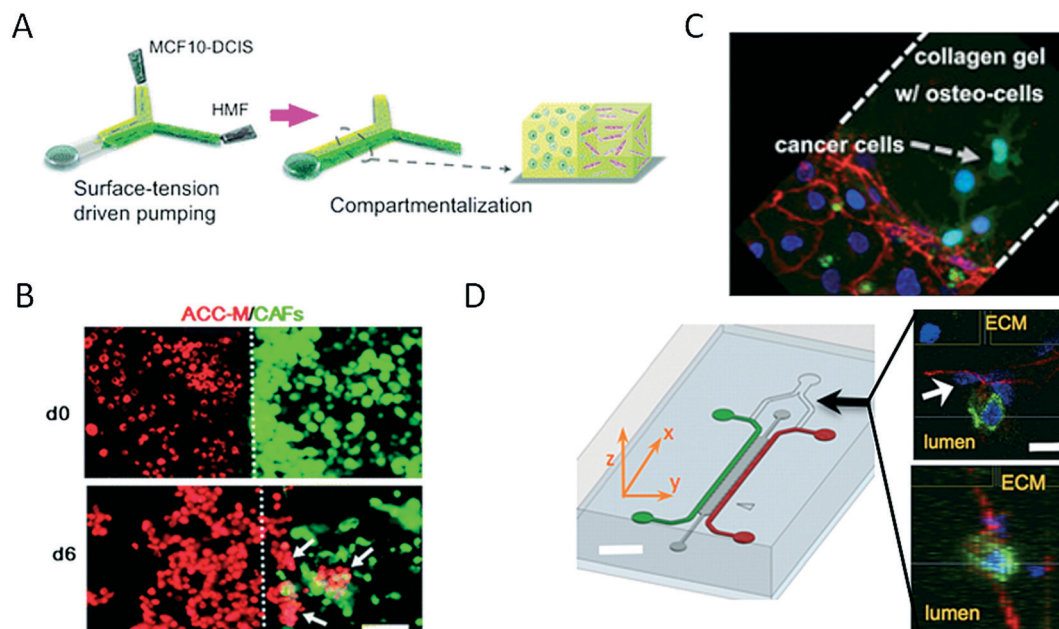 A
MCF10-DCIS
HMF
Surface-tension
driven pumping
Compartmentalization
B
ACC-M/CAFs
d0
d6
C
collagen gel
w/ osteo-cells
cancer cells
D
x
z
y
ECM
lumen
ECM
lumen